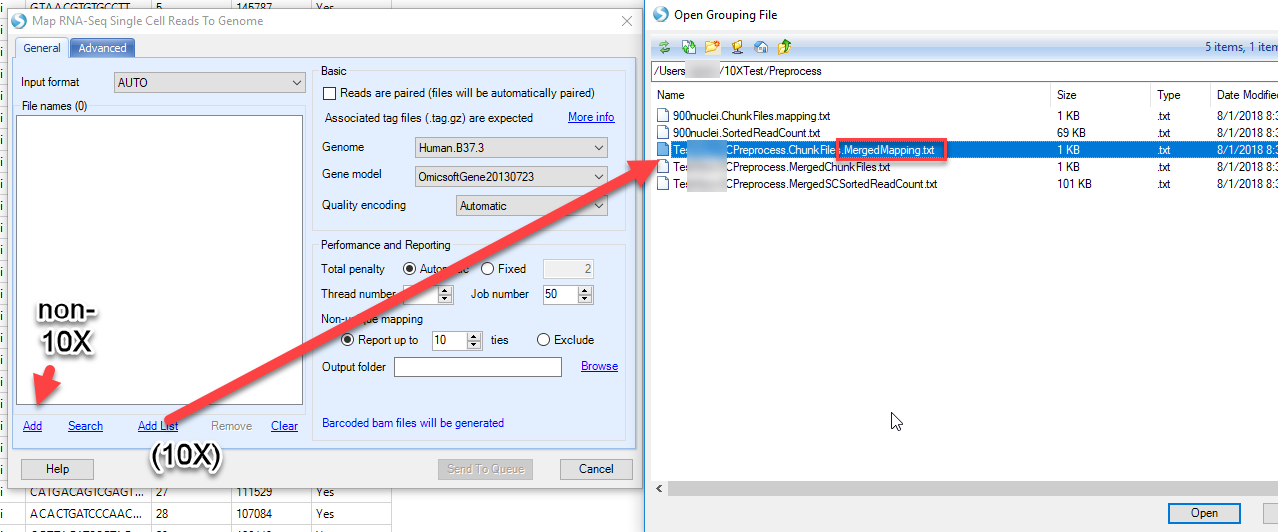 GTAACGTGTGCCTT 5 145787 Yes
Map RNA-Seq Single Cell Reads To Genome
General Advanced
Input format AUTO
File names (0)
Basic
Reads are paired (files will be automatically paired)
Associated tag files (.tag.gz) are expected More info
Genome Human.B37.3
Gene model OmicsoftGene20130723
Quality encoding Automatic
Performance and Reporting
Total penalty Automatic Fixed 2
Thread number Job number 50
Non-unique mapping
Report up to 10 ties Exclude
Output folder Browse
Barcoded bam files will be generated
non-
10X
Add Search Add List Remove Clear
(10X)
Help Send To Queue Cancel
CATGACAGTCGAGT... 27 111529 Yes
ACACTGATCCCAAC... 28 107084 Yes
Open Grouping File
5 items, 1 item
/Users /10XTest/Preprocess
Name Size Type Date Modified
900nuclei.ChunkFiles.mapping.txt 1 KB .txt 8/1/2018 8:3
900nuclei.SortedReadCount.txt 69 KB .txt 8/1/2018 8:3
Tes CPreprocess.ChunkFiles.MergedMapping.txt 1 KB .txt 8/1/2018 8:3
Tes CPreprocess.MergedChunkFiles.txt 1 KB .txt 8/1/2018 8:3
Tes CPreprocess.MergedSCSortedReadCount.txt 101 KB .txt 8/1/2018 8:3
Open